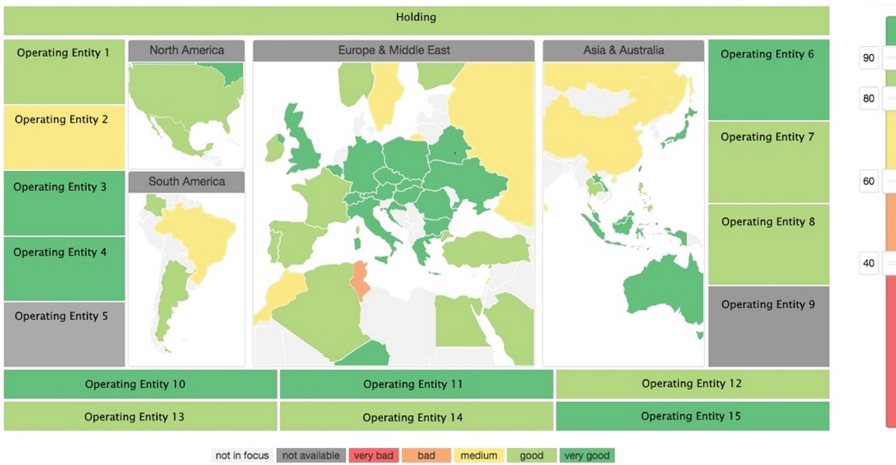 Holding
Operating Entity 1
North America
Europe & Middle East
Asia & Australia
Operating Entity 6
90
80
Operating Entity 2
Operating Entity 7
Operating Entity 3
South America
60
Operating Entity 8
Operating Entity 4
40
Operating Entity 5
Operating Entity 9
Operating Entity 10
Operating Entity 11
Operating Entity 12
Operating Entity 13
Operating Entity 14
Operating Entity 15
not in focus not available very bad bad medium good very good